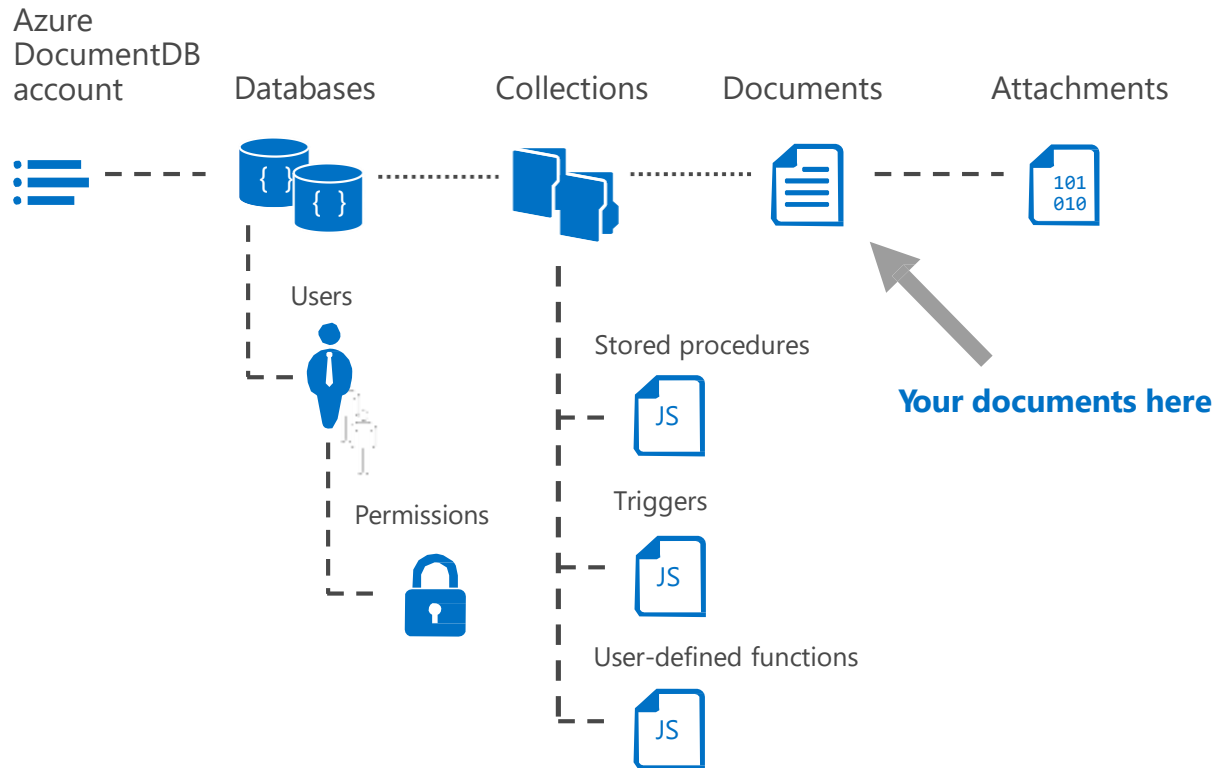 Azure
DocumentDB
account
Databases
Collections
Documents
Attachments
{ }
{ }
101
010
Users
Stored procedures
Your documents here
JS
Triggers
Permissions
JS
User-defined functions
JS